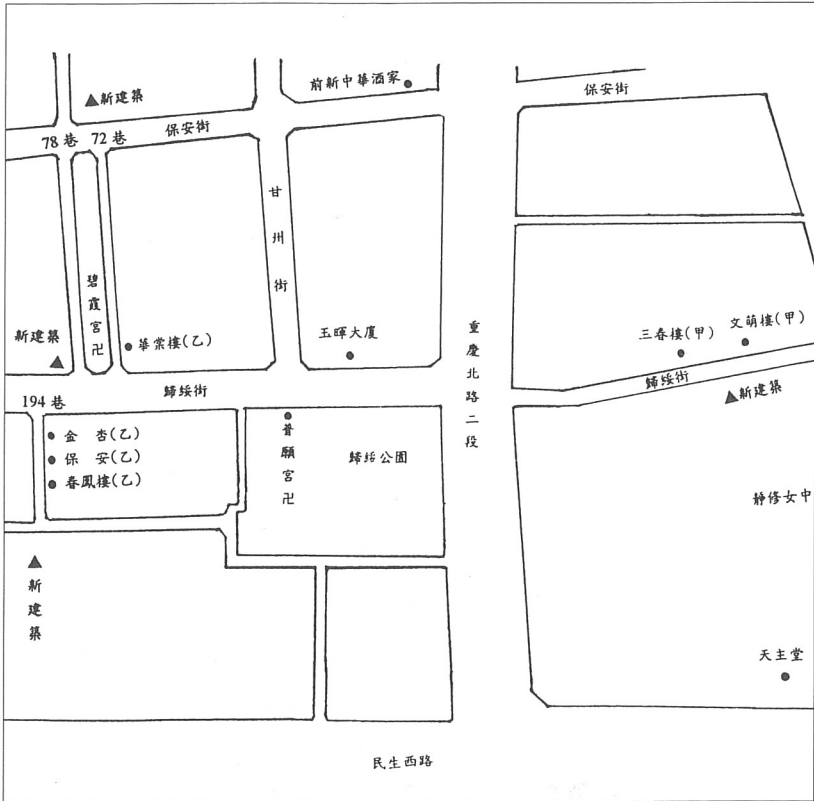 前新中華酒家
保安街
▲新建築
保安街
78巷 72巷
甘州街
碧霞宮卍
新建築
▲
華棠樓(乙)
玉暉大廈
重慶北路二段
三春樓(甲)
文萌樓(甲)
歸綏街
▲新建築
歸綏街
194巷
金 杏(乙)
保 安(乙)
春鳳樓(乙)
普願宮卍
歸綏公園
靜修女中
▲
新建築
天主堂
民生西路